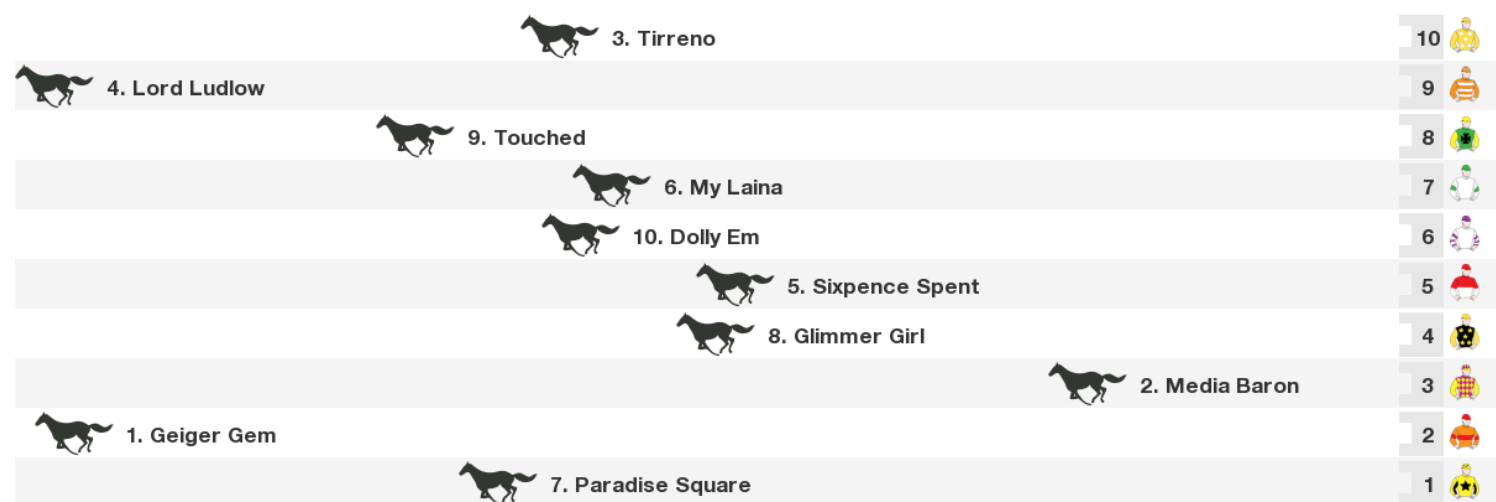 3. Tirreno 10
4. Lord Ludlow 9
9. Touched 8
6. My Laina 7
10. Dolly Em 6
5. Sixpence Spent 5
8. Glimmer Girl 4
2. Media Baron 3
1. Geiger Gem 2
7. Paradise Square 1